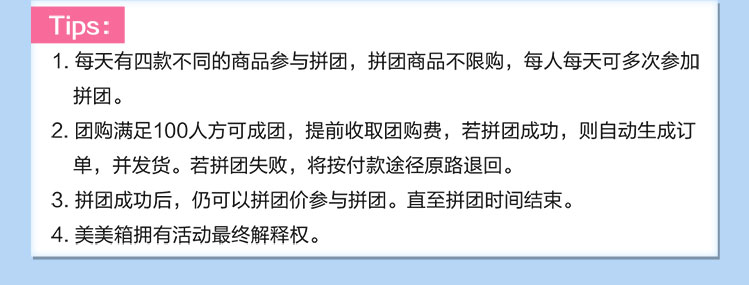 Tips:
1. 每天有四款不同的商品参与拼团，拼团商品不限购，每人每天可多次参加
拼团。
2. 团购满足100人方可成团，提前收取团购费，若拼团成功，则自动生成订
单，并发货。若拼团失败，将按付款途径原路退回。
3. 拼团成功后，仍可以拼团价参与拼团。直至拼团时间结束。
4. 美美箱拥有活动最终解释权。